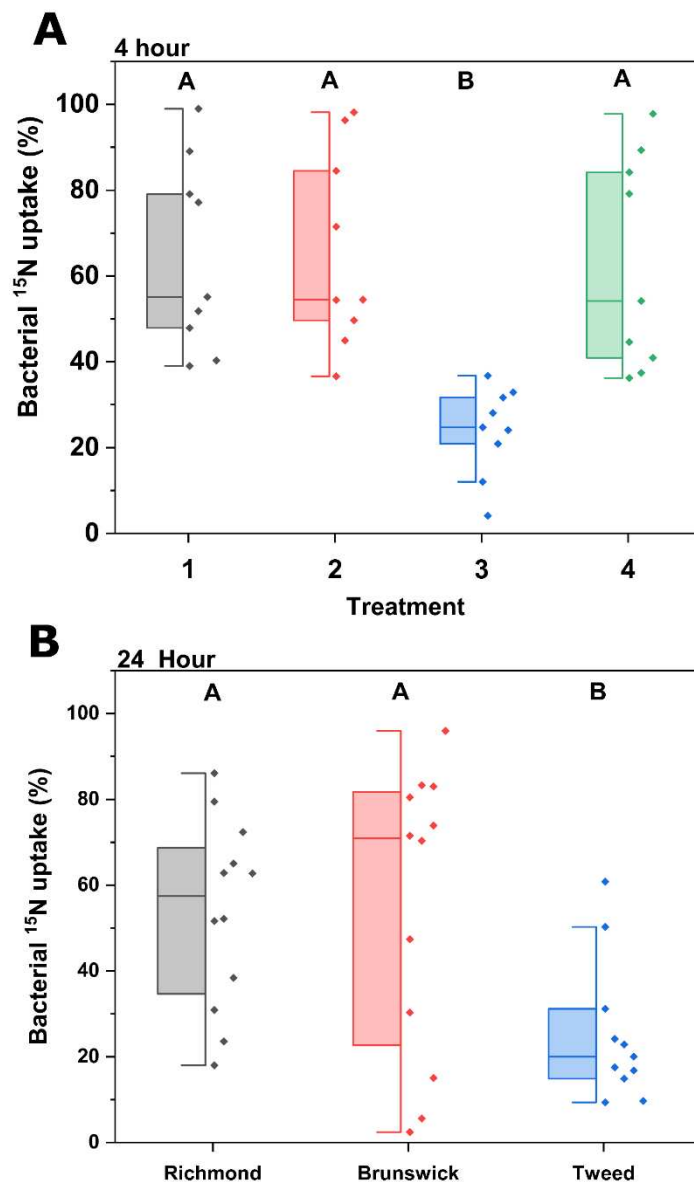 A
4 hour
A A B A
100
80
60
40
20
0
Bacterial ¹⁵N uptake (%)
1 2 3 4
Treatment
B
24 Hour
A A B
100
80
60
40
20
0
Bacterial ¹⁵N uptake (%)
Richmond Brunswick Tweed